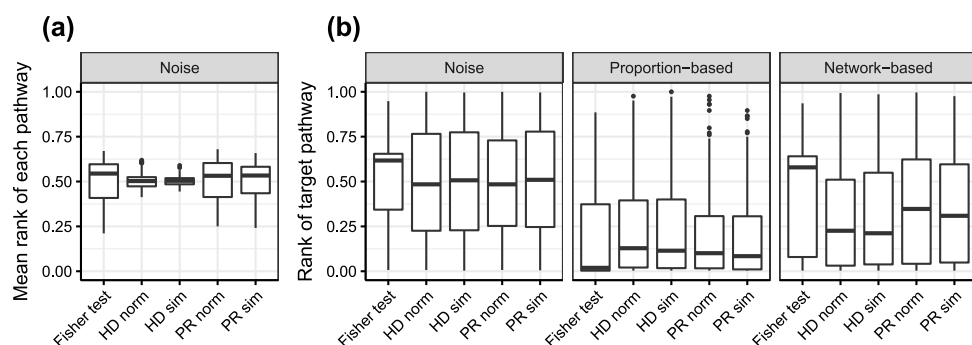 (a)
Noise
Mean rank of each pathway
1.00
0.75
0.50
0.25
0.00
Fisher test
HD norm
HD sim
PR norm
PR sim
(b)
Noise
Proportion−based
Network−based
Rank of target pathway
1.00
0.75
0.50
0.25
0.00
Fisher test
HD norm
HD sim
PR norm
PR sim
Fisher test
HD norm
HD sim
PR norm
PR sim
Fisher test
HD norm
HD sim
PR norm
PR sim